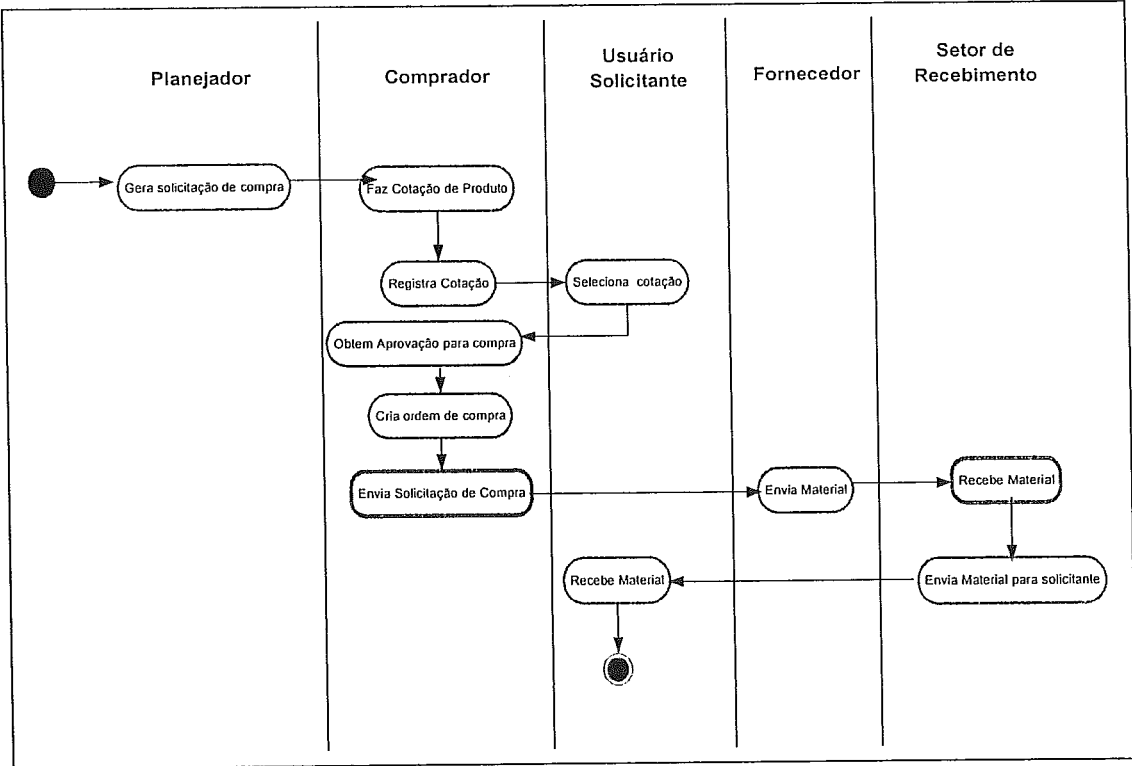 Planejador
Comprador
Usuário
Solicitante
Fornecedor
Setor de
Recebimento
Gera solicitação de compra
Faz Cotação de Produto
Registra Cotação
Seleciona cotação
Obtem Aprovação para compra
Cria ordem de compra
Envia Solicitação de Compra
Envia Material
Recebe Material
Recebe Material
Envia Material para solicitante